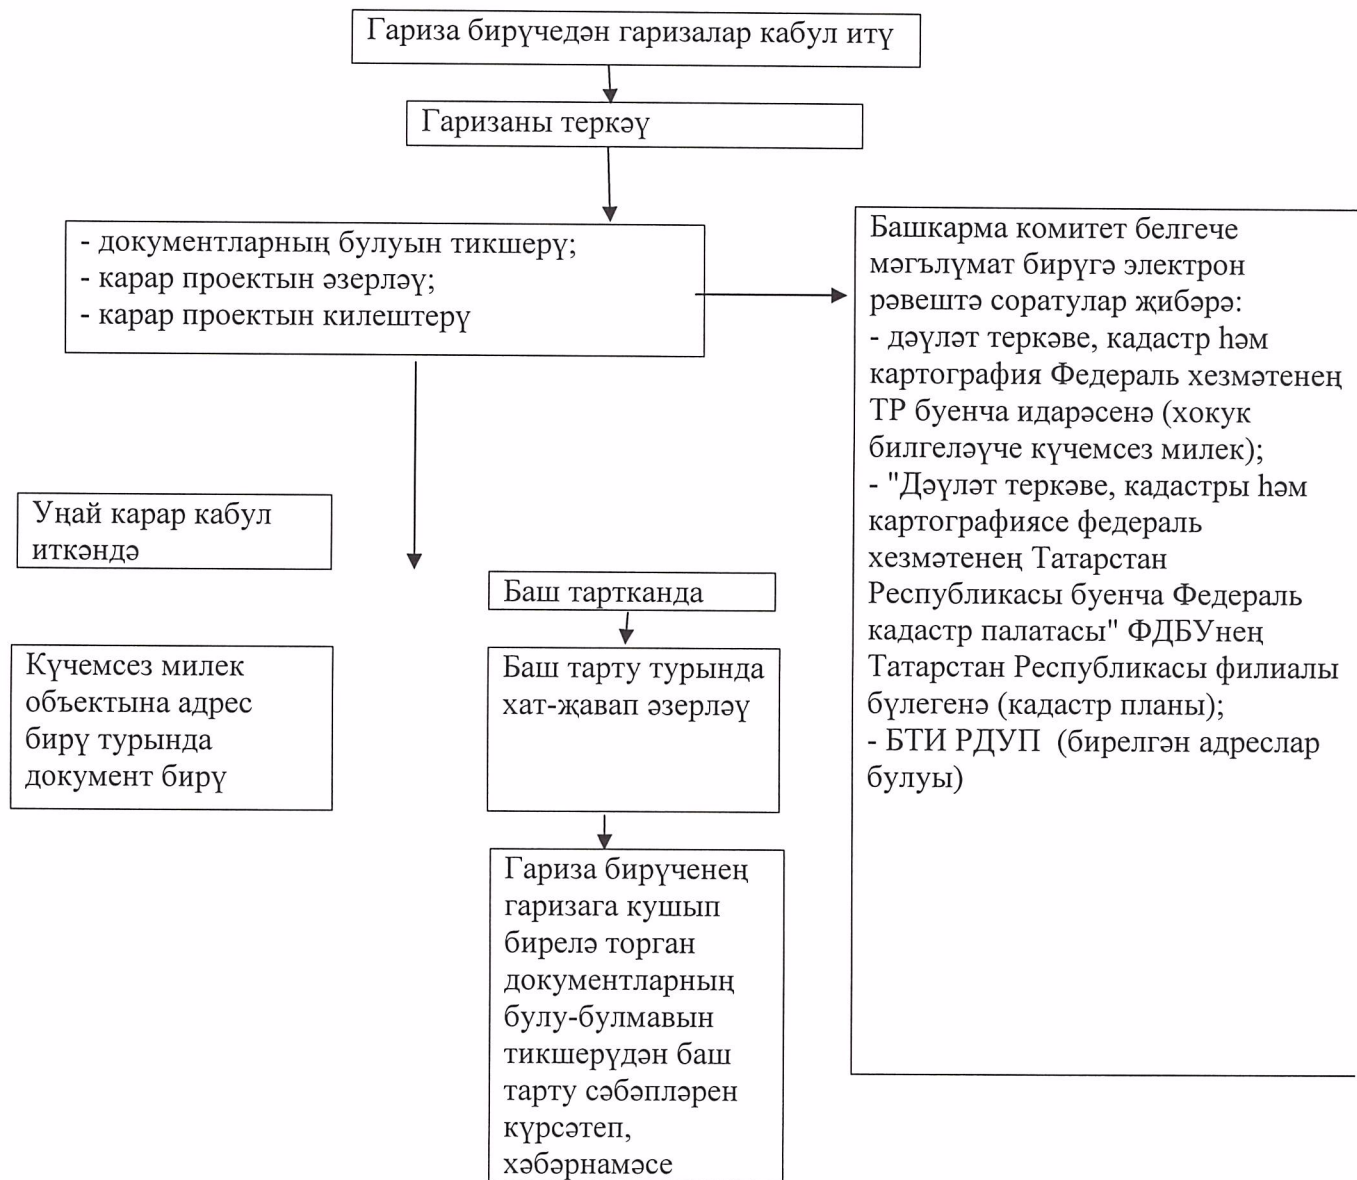 Гариза бирүчедән гаризалар кабул итү
Гаризаны теркәү
- документларның булуын тикшерү;
- карар проектын әзерләү;
- карар проектын килештерү
Башкарма комитет белгече
мәгълүмат бирүгә электрон
рәвештә соратулар җибәрә:
- дәүләт теркәве, кадастр һәм
картография Федераль хезмәтенең
ТР буенча идарәсенә (хокук
билгеләүче күчемсез милек);
- "Дәүләт теркәве, кадастры һәм
картографиясе федераль
хезмәтенең Татарстан
Республикасы буенча Федераль
кадастр палатасы" ФДБУнең
Татарстан Республикасы филиалы
бүлегенә (кадастр планы);
- БТИ РДУП (бирелгән адреслар
булуы)
Уңай карар кабул
иткәндә
Күчемсез милек
объектына адрес
бирү турында
документ бирү
Баш тартканда
Баш тарту турында
хат-җавап әзерләү
Гариза бирүченең
гаризага кушып
бирелә торган
документларның
булу-булмавын
тикшерүдән баш
тарту сәбәпләрен
күрсәтеп,
хәбәрнамәсе